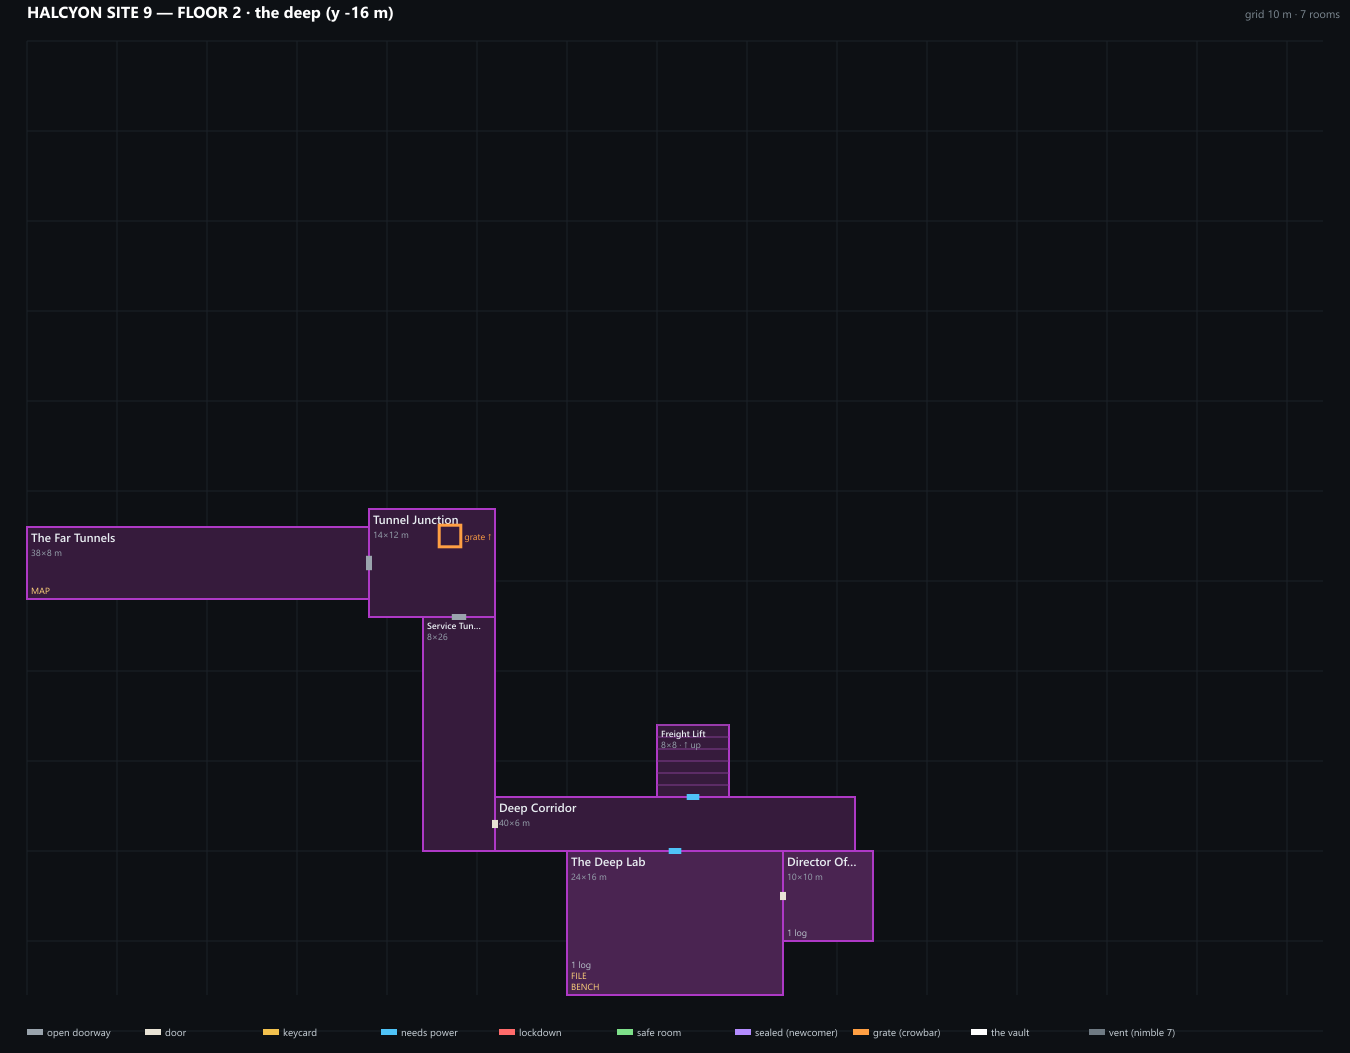 HALCYON SITE 9 — FLOOR 2 · the deep (y -16 m)
grid 10 m · 7 rooms
Tunnel Junction
14×12 m
grate ↑
The Far Tunnels
38×8 m
MAP
Service Tun...
8×26
Freight Lift
8×8 · ↑ up
Deep Corridor
40×6 m
The Deep Lab
24×16 m
1 log
FILE
BENCH
Director Of...
10×10 m
1 log
open doorway
door
keycard
needs power
lockdown
safe room
sealed (newcomer)
grate (crowbar)
the vault
vent (nimble 7)